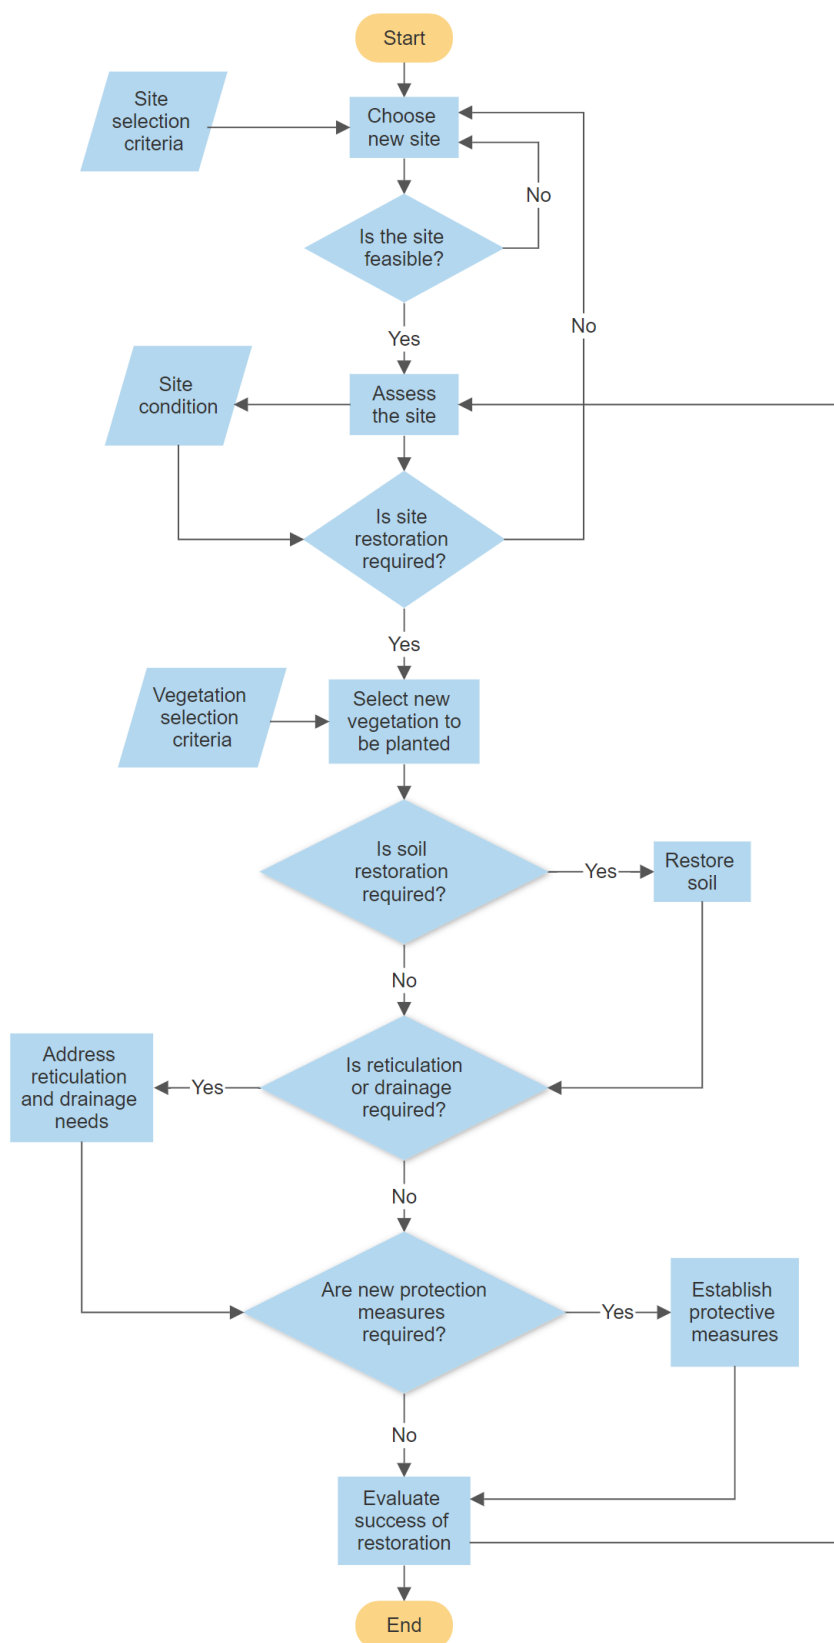 Start
Site
selection
criteria
Choose
new site
No
Is the site
feasible?
No
Yes
Site
condition
Assess
the site
Is site
restoration
required?
Yes
Vegetation
selection
criteria
Select new
vegetation to
be planted
Is soil
restoration
required?
Yes
Restore
soil
No
Address
reticulation
and drainage
needs
Yes
Is reticulation
or drainage
required?
No
Are new protection
measures
required?
Yes
Establish
protective
measures
No
Evaluate
success of
restoration
End